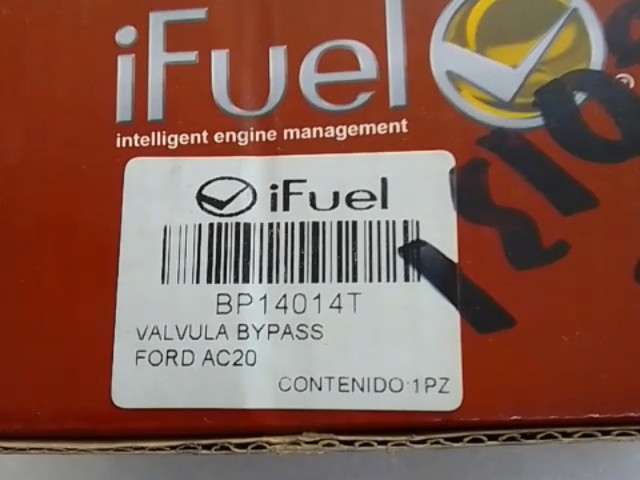 iFuel
intelligent engine management
iFuel
BP14014T
VALVULA BYPASS
FORD AC20
CONTENIDO 1PZ